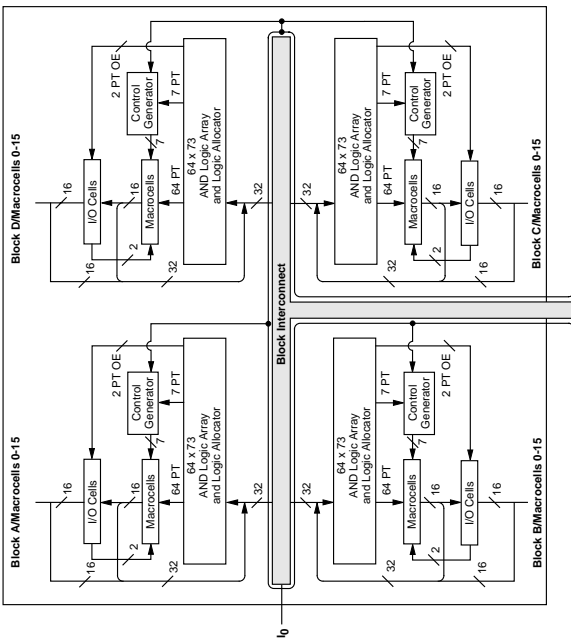 Block A/Macrocells 0-15
16
I/O Cells
2 PT OE
16
16
2
Macrocells
7
Control
Generator
64 PT
7 PT
32
64 x 73
AND Logic Array
and Logic Allocator
32
Block D/Macrocells 0-15
16
I/O Cells
2 PT OE
16
16
2
Macrocells
7
Control
Generator
64 PT
7 PT
32
64 x 73
AND Logic Array
and Logic Allocator
32
I0
Block Interconnect
32
64 x 73
AND Logic Array
and Logic Allocator
64 PT
7 PT
32
Control
Generator
7
Macrocells
2 PT OE
2
16
16
I/O Cells
16
Block B/Macrocells 0-15
32
64 x 73
AND Logic Array
and Logic Allocator
64 PT
7 PT
32
Control
Generator
7
Macrocells
2 PT OE
2
16
16
I/O Cells
16
Block C/Macrocells 0-15